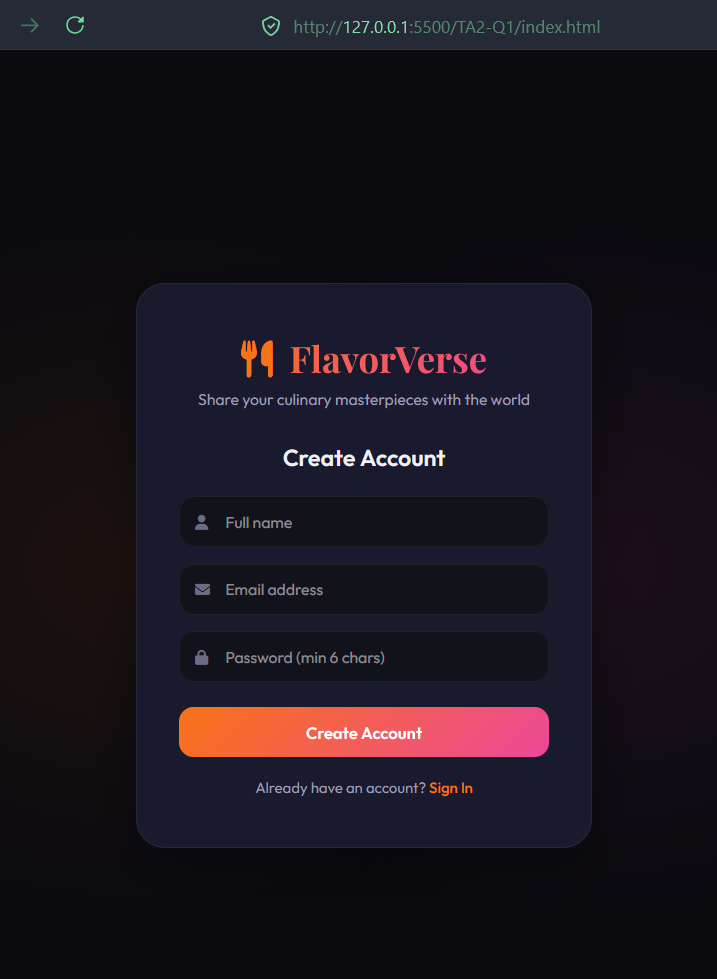 http://127.0.0.1:5500/TA2-Q1/index.html
FlavorVerse
Share your culinary masterpieces with the world
Create Account
Full name
Email address
Password (min 6 chars)
Create Account
Already have an account? Sign In